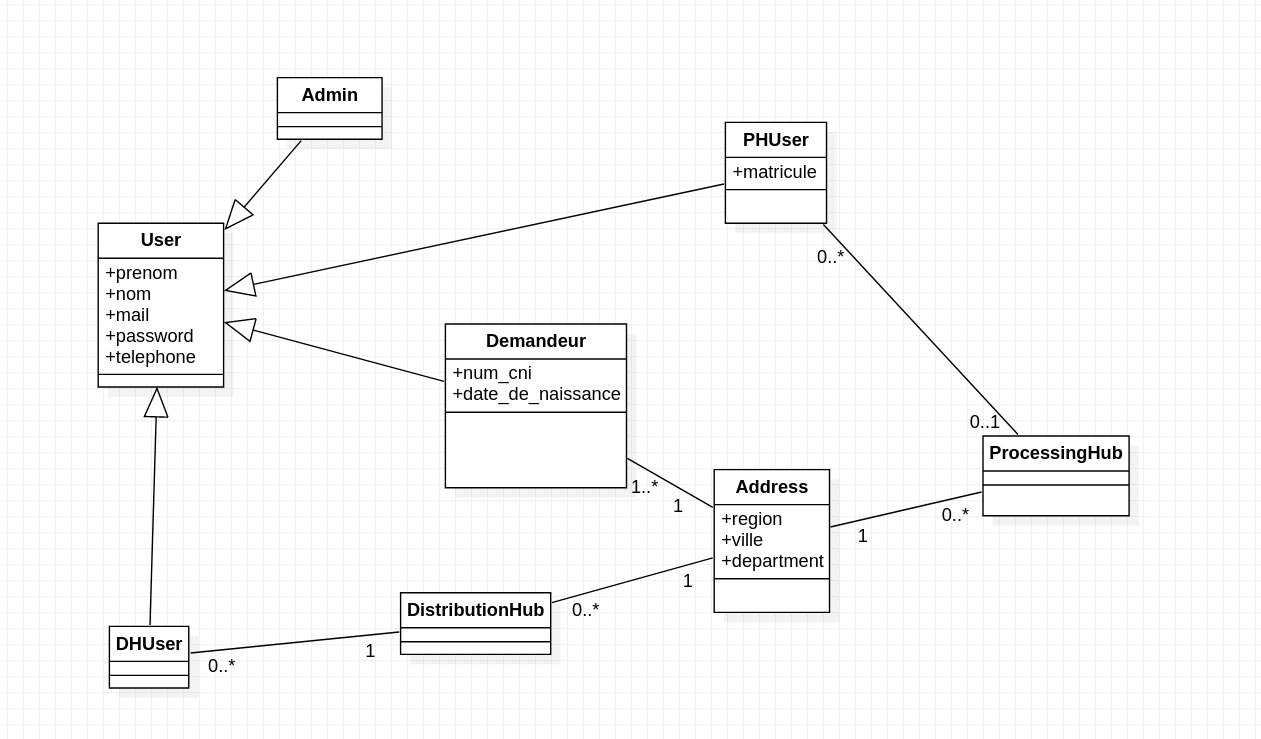 Admin
PHUser
+matricule
0..*
User
+prenom
+nom
+mail
+password
+telephone
Demandeur
+num_cni
+date_de_naissance
1..*
1
0..1
ProcessingHub
0..*
1
Address
+region
+ville
+department
1
0..*
DistributionHub
1
0..*
DHUser